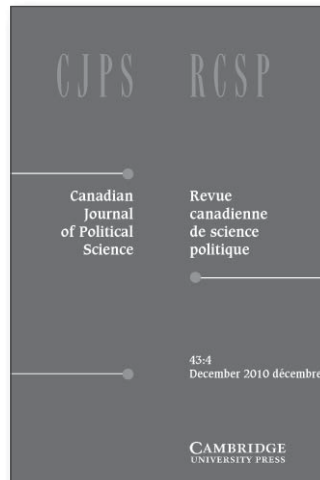 CJPS RCSP
Canadian
Journal
of Political
Science
Revue
canadienne
de science
politique
43:4
December 2010 décembre
CAMBRIDGE
UNIVERSITY PRESS